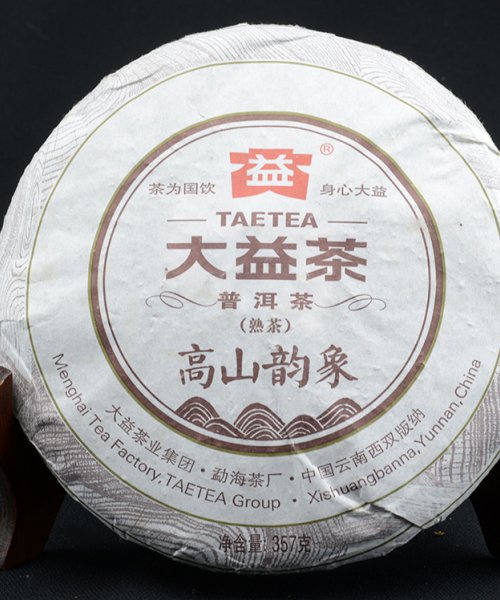 益®
茶为国饮 身心大益
TAETEA
大益茶
普洱茶
(熟茶)
高山韵象
大益茶业集团·勐海茶厂·中国云南西双版纳
Menghai Tea Factory,TAETEA Group · Xishuangbanna,Yunnan,China
净含量:357克